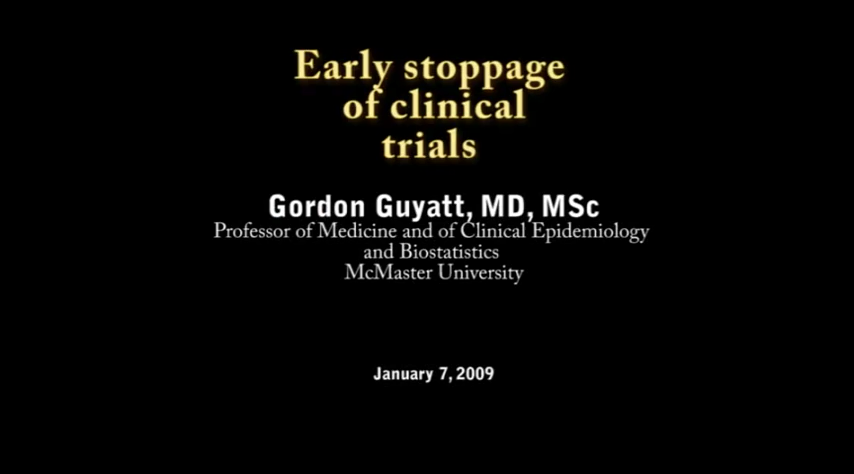 Early stoppage
of clinical
trials
Gordon Guyatt, MD, MSc
Professor of Medicine and of Clinical Epidemiology
and Biostatistics
McMaster University
January 7, 2009